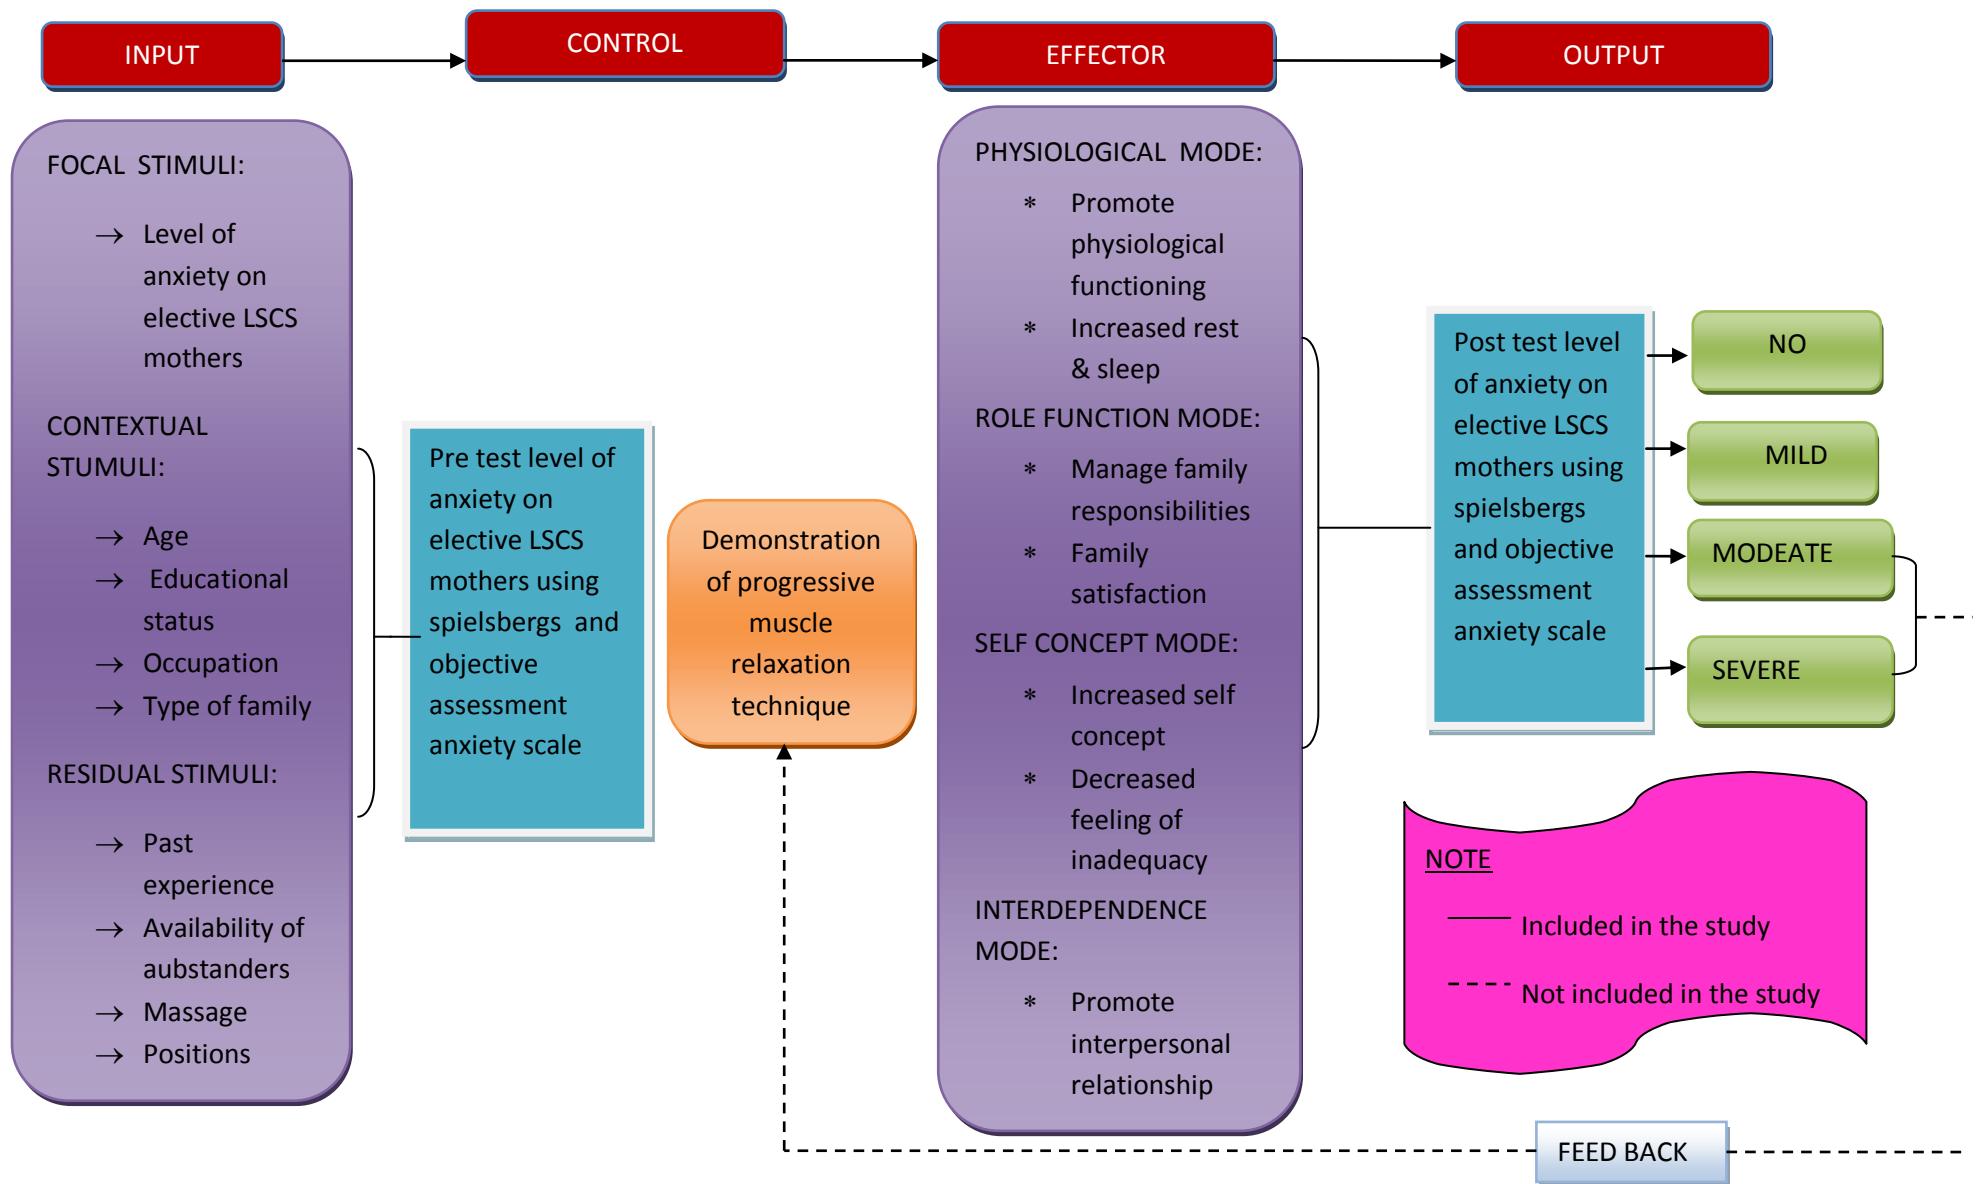 INPUT
CONTROL
EFFECTOR
OUTPUT
FOCAL STIMULI:
→ Level of
anxiety on
elective LSCS
mothers
CONTEXTUAL
STUMULI:
→ Age
→ Educational
status
→ Occupation
→ Type of family
RESIDUAL STIMULI:
→ Past
experience
→ Availability of
aubstanders
→ Massage
→ Positions
Pre test level of
anxiety on
elective LSCS
mothers using
spielsbergs and
objective
assessment
anxiety scale
Demonstration
of progressive
muscle
relaxation
technique
PHYSIOLOGICAL MODE:
* Promote
physiological
functioning
* Increased rest
& sleep
ROLE FUNCTION MODE:
* Manage family
responsibilities
* Family
satisfaction
SELF CONCEPT MODE:
* Increased self
concept
* Decreased
feeling of
inadequacy
INTERDEPENDENCE
MODE:
* Promote
interpersonal
relationship
Post test level
of anxiety on
elective LSCS
mothers using
spielsbergs
and objective
assessment
anxiety scale
NO
MILD
MODEATE
SEVERE
NOTE
Included in the study
Not included in the study
FEED BACK